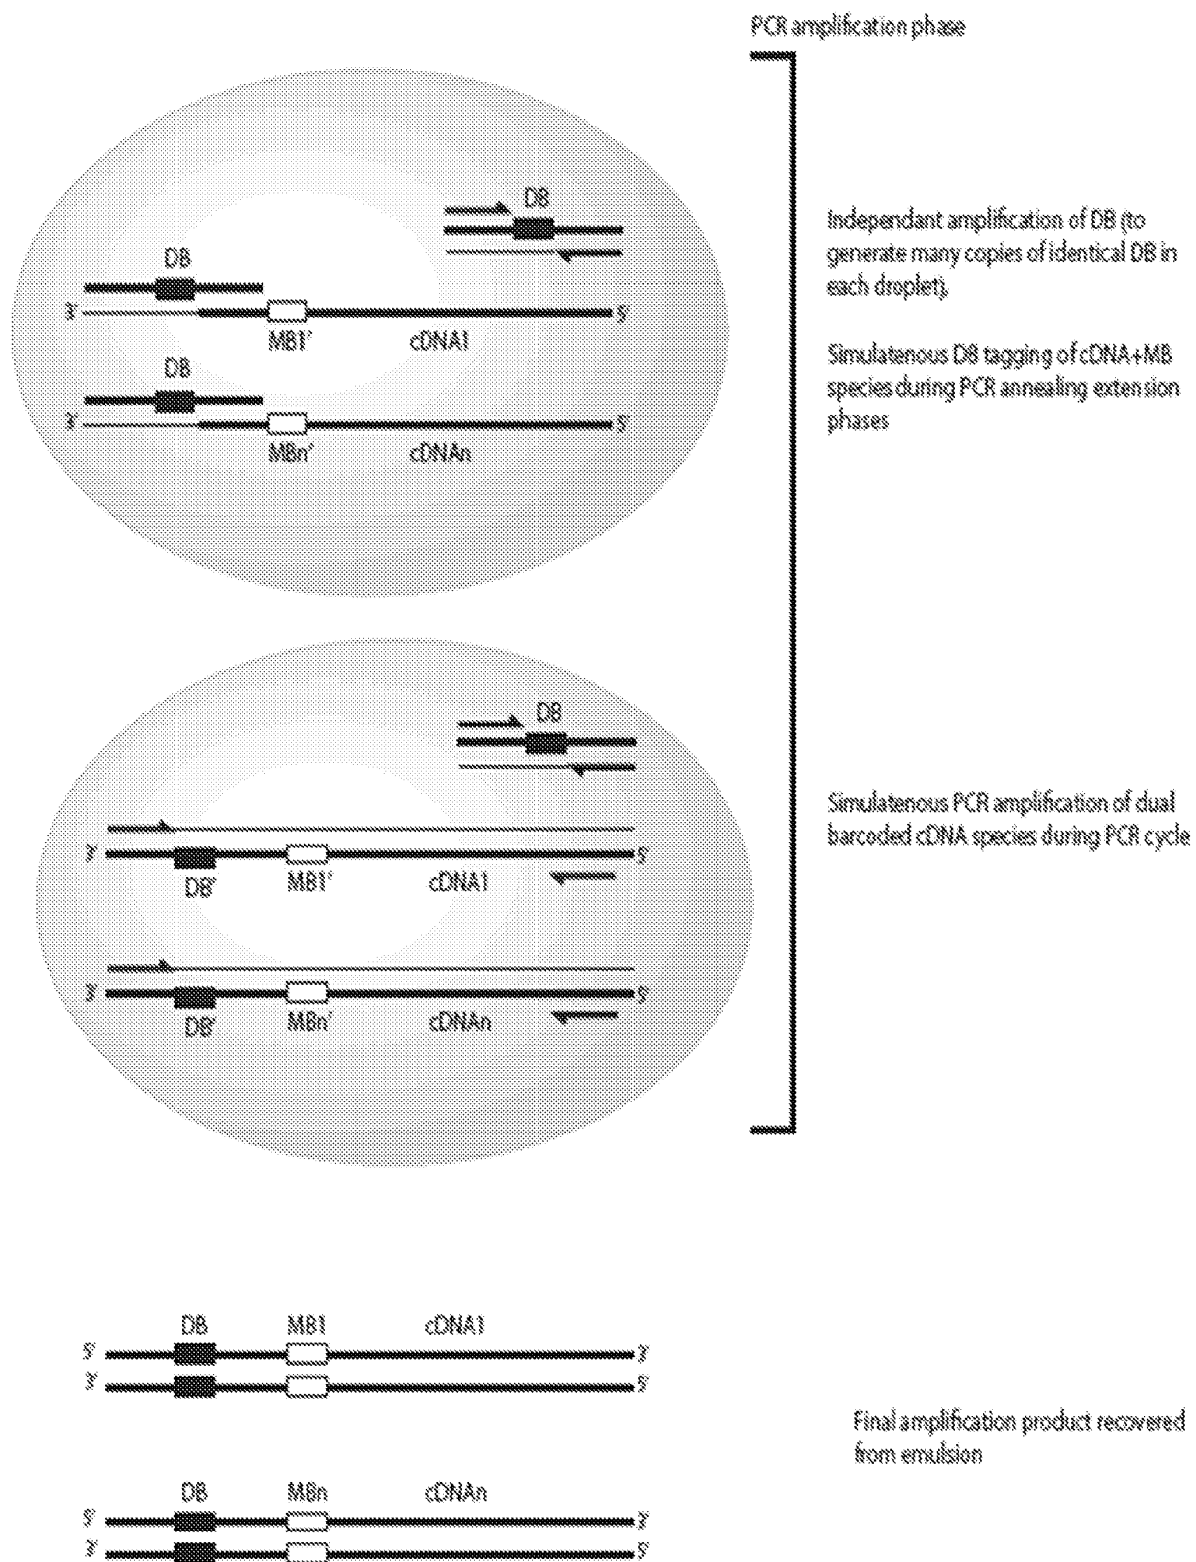 PCR amplification phase
DB
Independant amplification of DB (to
generate many copies of identical DB in
each droplet).
DB
3' 5'
MB1' cDNA1
Simulatenous DB tagging of cDNA+MB
species during PCR annealing extension
phases
DB
3' 5'
MBn' cDNAn
DB
Simulatenous PCR amplification of dual
barcoded cDNA species during PCR cycle
3' 5'
DB' MB1' cDNA1
3' 5'
DB' MBn' cDNAn
DB MB1 cDNA1
5' 3'
3' 5'
Final amplification product recovered
from emulsion
DB MBn cDNAn
5' 3'
3' 5'